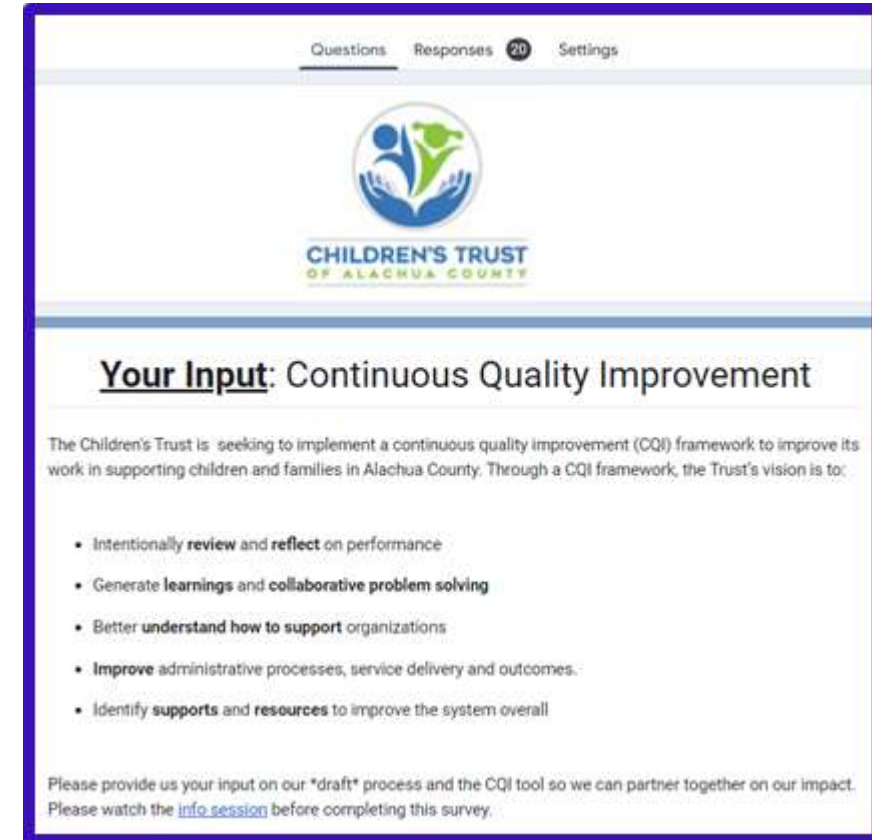 Questions Responses 20 Settings
CHILDREN'S TRUST
OF ALACHUA COUNTY
Your Input: Continuous Quality Improvement
The Children's Trust is seeking to implement a continuous quality improvement (CQI) framework to improve its
work in supporting children and families in Alachua County. Through a CQI framework, the Trust's vision is to:
• Intentionally review and reflect on performance
• Generate learnings and collaborative problem solving
• Better understand how to support organizations
• Improve administrative processes, service delivery and outcomes.
• Identify supports and resources to improve the system overall
Please provide us your input on our *draft* process and the CQI tool so we can partner together on our impact.
Please watch the info session before completing this survey.